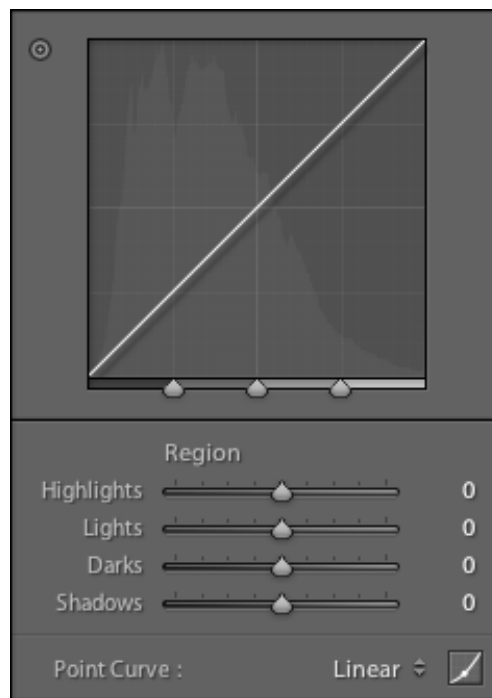 Region
Highlights 0
Lights 0
Darks 0
Shadows 0
Point Curve : Linear